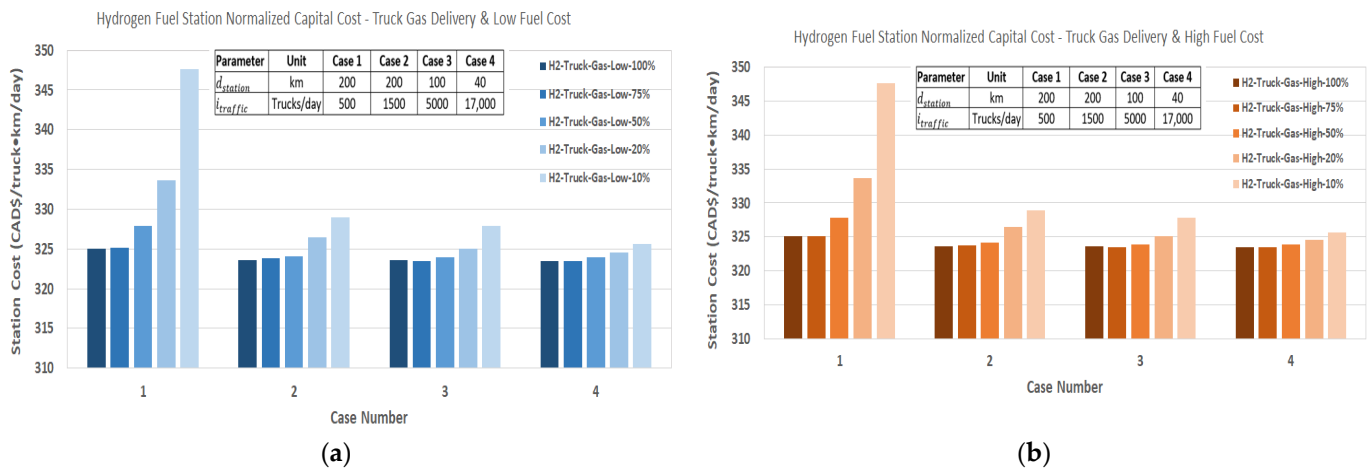 Hydrogen Fuel Station Normalized Capital Cost - Truck Gas Delivery & Low Fuel Cost
Station Cost (CAD$/truck•km/day)
350
345
340
335
330
325
320
315
310
Parameter Unit Case 1 Case 2 Case 3 Case 4
d_station km 200 200 100 40
i_traffic Trucks/day 500 1500 5000 17,000
H2-Truck-Gas-Low-100%
H2-Truck-Gas-Low-75%
H2-Truck-Gas-Low-50%
H2-Truck-Gas-Low-20%
H2-Truck-Gas-Low-10%
1 2 3 4
Case Number
(a)
Hydrogen Fuel Station Normalized Capital Cost - Truck Gas Delivery & High Fuel Cost
Station Cost (CAD$/truck•km/day)
350
345
340
335
330
325
320
315
310
Parameter Unit Case 1 Case 2 Case 3 Case 4
d_station km 200 200 100 40
i_traffic Trucks/day 500 1500 5000 17,000
H2-Truck-Gas-High-100%
H2-Truck-Gas-High-75%
H2-Truck-Gas-High-50%
H2-Truck-Gas-High-20%
H2-Truck-Gas-High-10%
1 2 3 4
Case Number
(b)